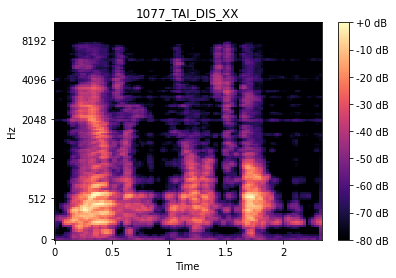 1077_TAI_DIS_XX
8192
4096
2048
1024
512
0
Hz
0
0.5
1
1.5
2
Time
+0 dB
-10 dB
-20 dB
-30 dB
-40 dB
-50 dB
-60 dB
-70 dB
-80 dB